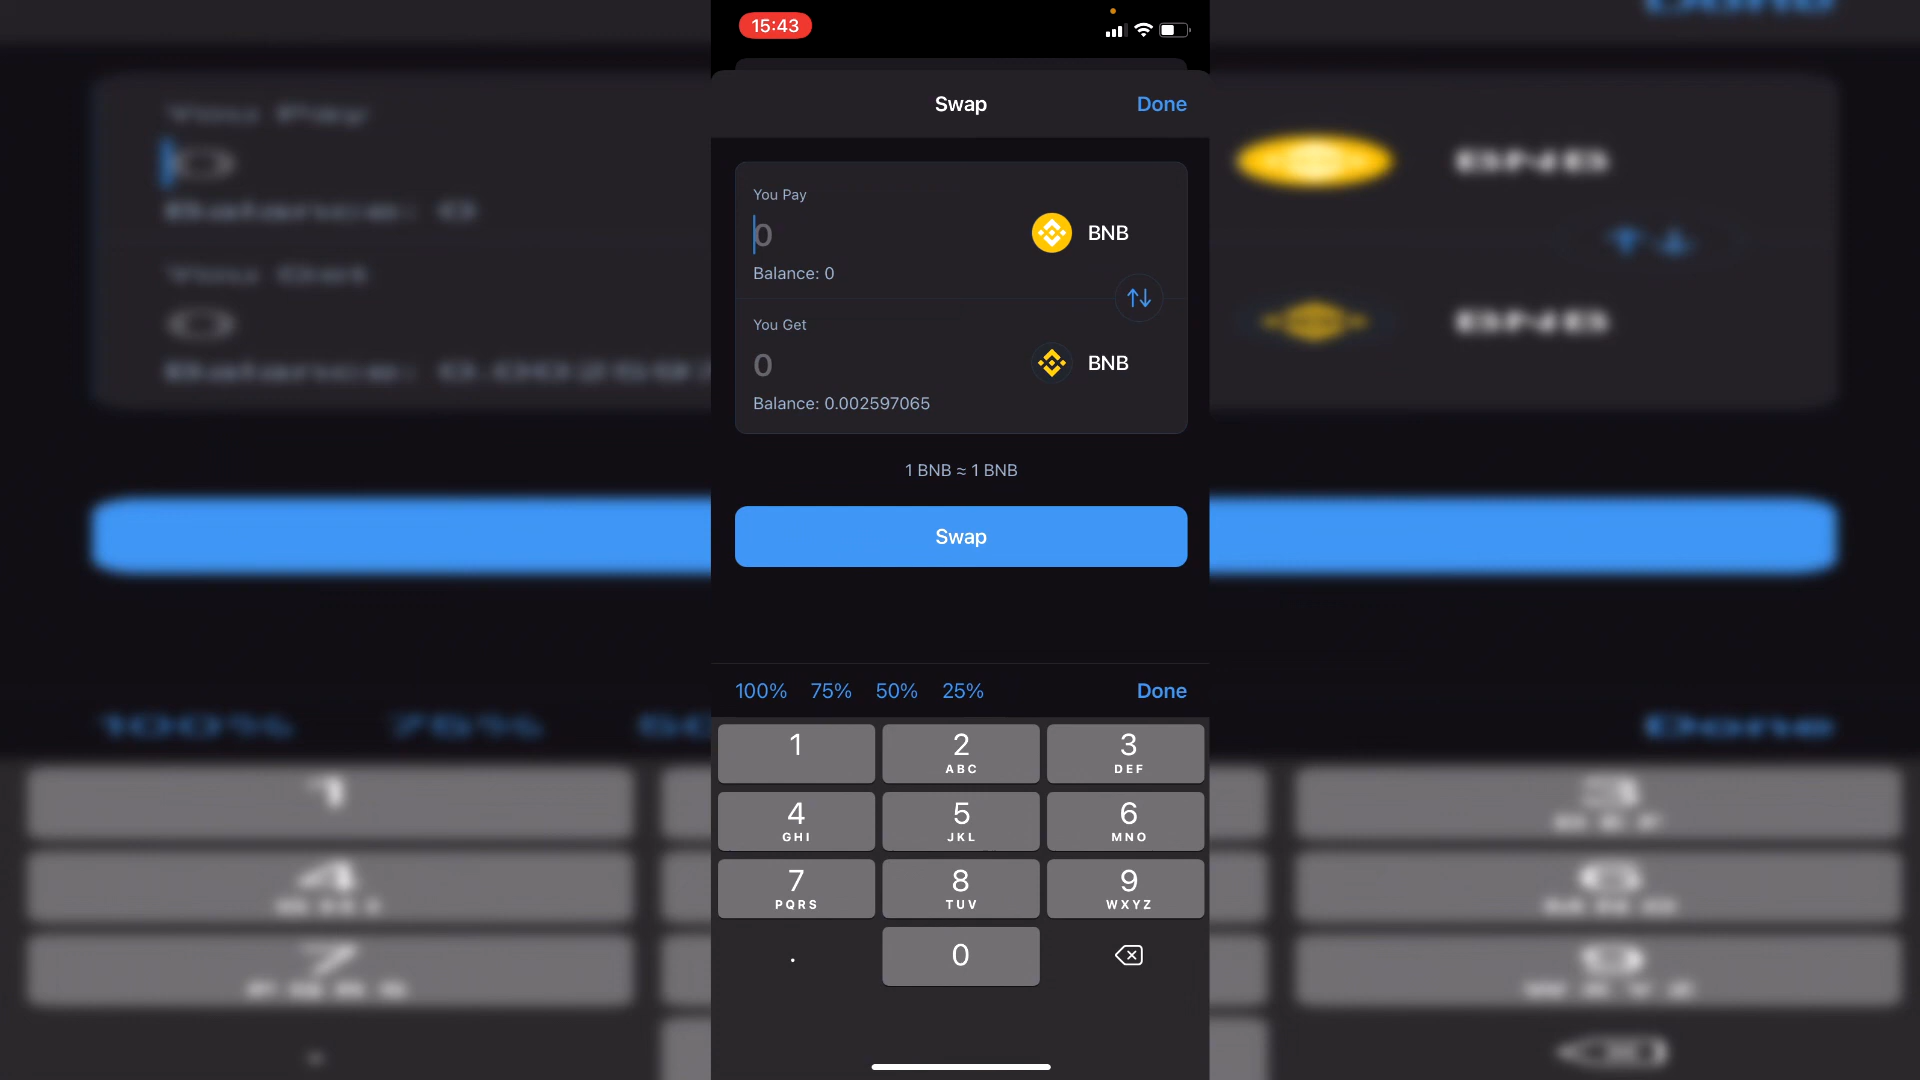 15:43
Swap
Done
You Pay
0
BNB
Balance: 0
You Get
0
BNB
Balance: 0.002597065
1 BNB ≈ 1 BNB
Swap
100% 75% 50% 25%
Done
1
2 ABC
3 DEF
4 GHI
5 JKL
6 MNO
7 PQRS
8 TUV
9 WXYZ
.
0